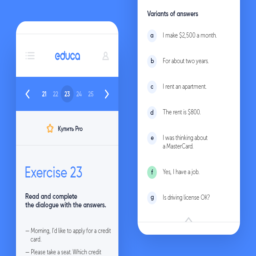 educa
21 22 23 24 25
Купить Pro
Exercise 23
Read and complete
the dialogue with the answers.
— Morning, I'd like to apply for a credit
card.
— Please take a seat. Which credit
Variants of answers
a I make $2,500 a month.
b For about two years.
c I rent an apartment.
d The rent is $800.
e I was thinking about
a MasterCard.
f Yes, I have a job.
g Is driving license OK?